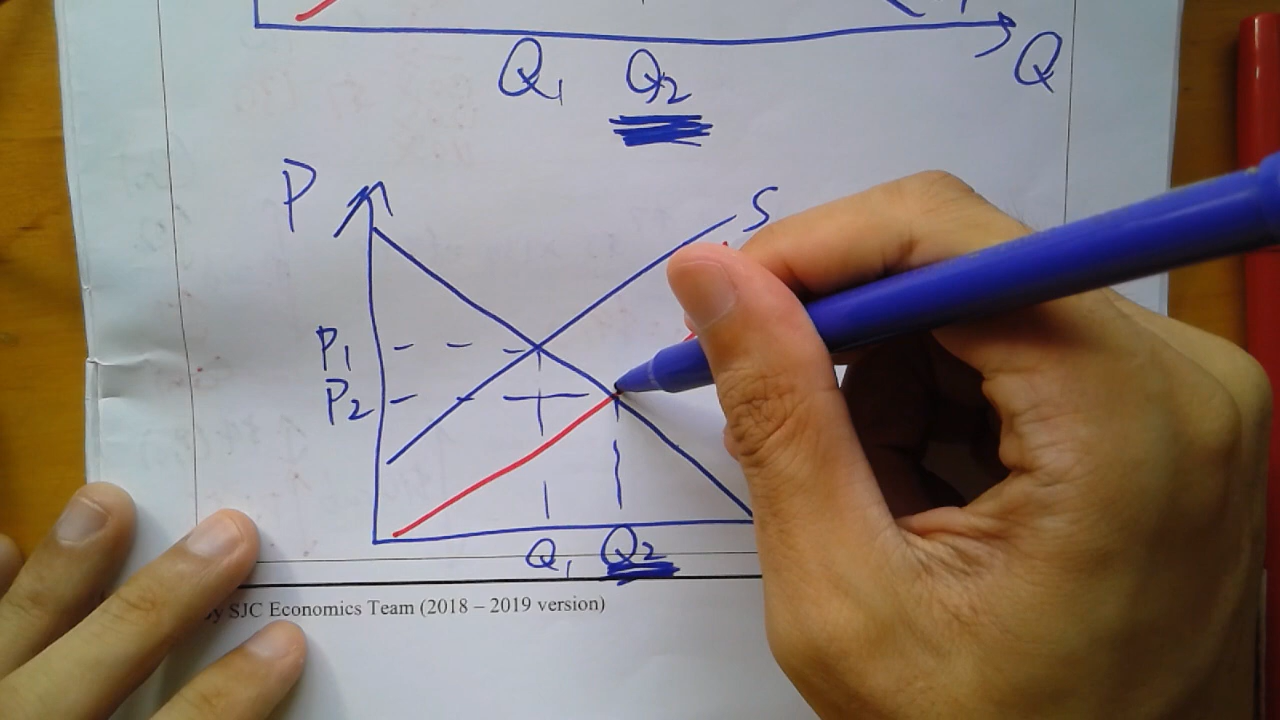 Q₁ Q₂ Q
P S
P₁
P₂
Q₁ Q₂
by SJC Economics Team (2018 – 2019 version)